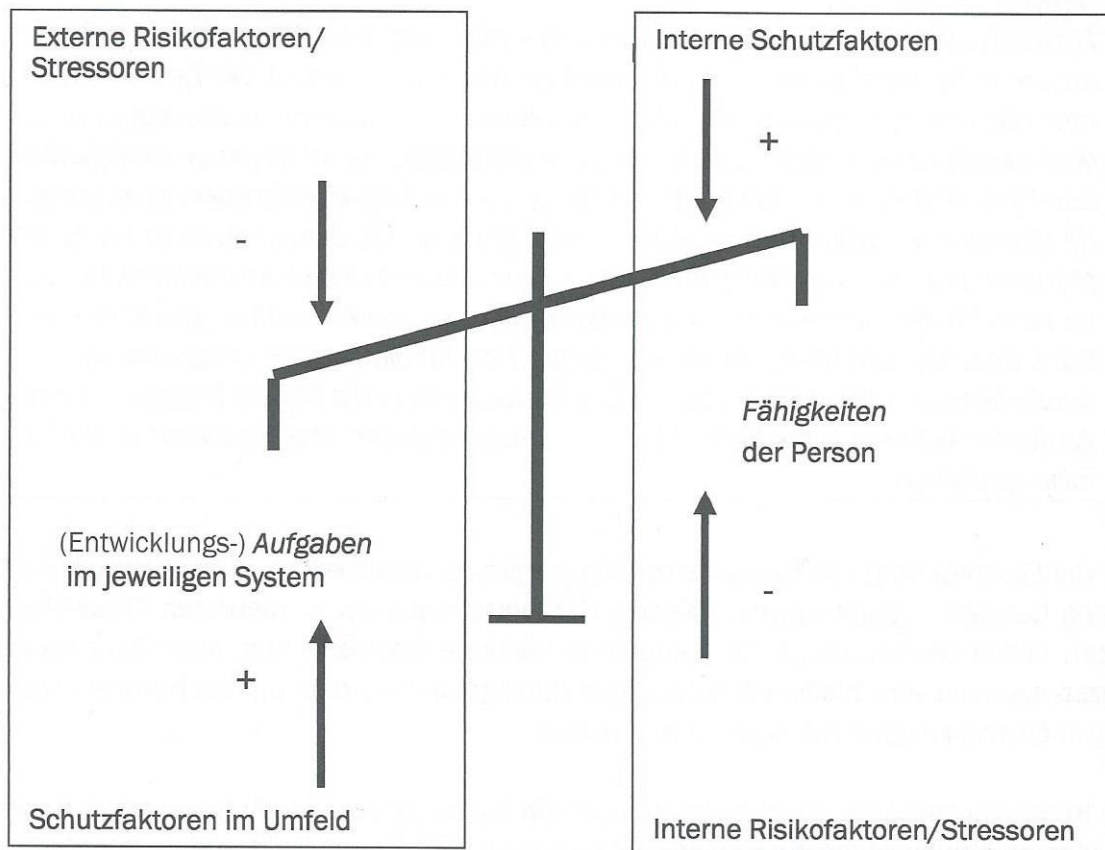 Externe Risikofaktoren/
Stressoren
-
(Entwicklungs-) Aufgaben
im jeweiligen System
+
Schutzfaktoren im Umfeld
Interne Schutzfaktoren
+
Fähigkeiten
der Person
-
Interne Risikofaktoren/Stressoren